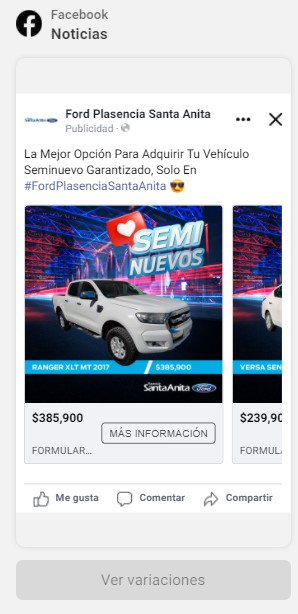 Facebook
Noticias
Ford Plasencia Santa Anita
Publicidad ·
La Mejor Opción Para Adquirir Tu Vehículo
Seminuevo Garantizado, Solo En
#FordPlasenciaSantaAnita 😎
SEMI
NUEVOS
RANGER XLT MT 2017 $385,900
VERSA SEN
SantaAnita Ford
$385,900
$239,90
MÁS INFORMACIÓN
FORMULAR...
FORMUL
Me gusta Comentar Compartir
Ver variaciones